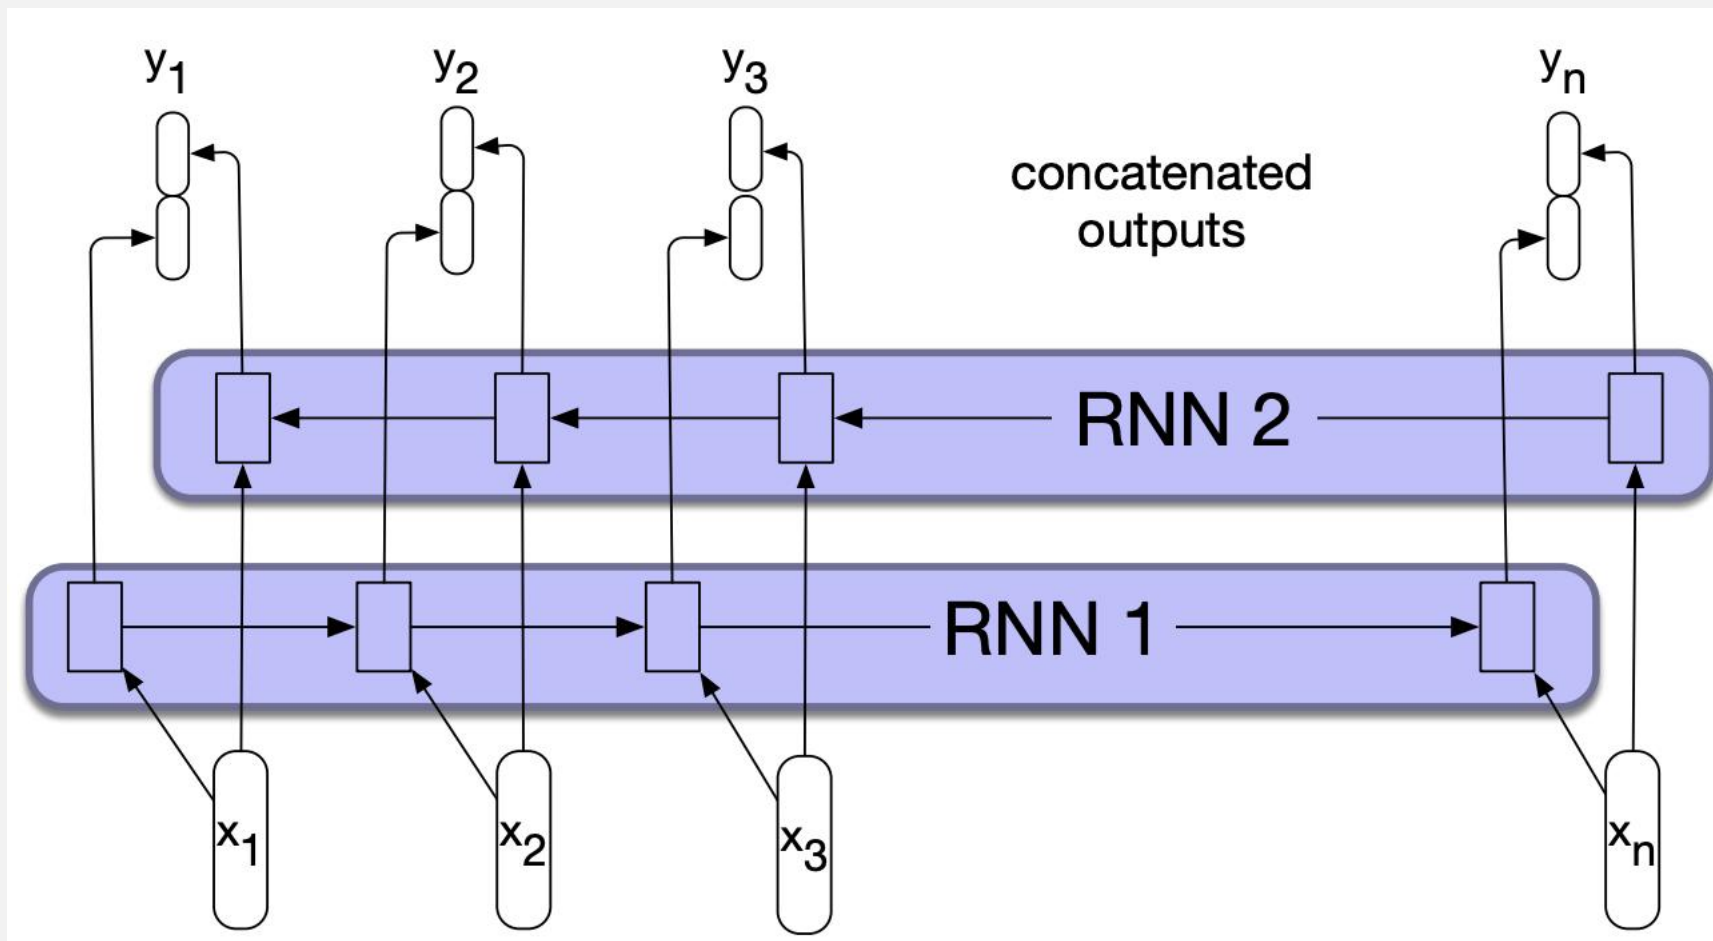 y1 y2 y3 yn
concatenated
outputs
RNN 2
RNN 1
x1 x2 x3 xn